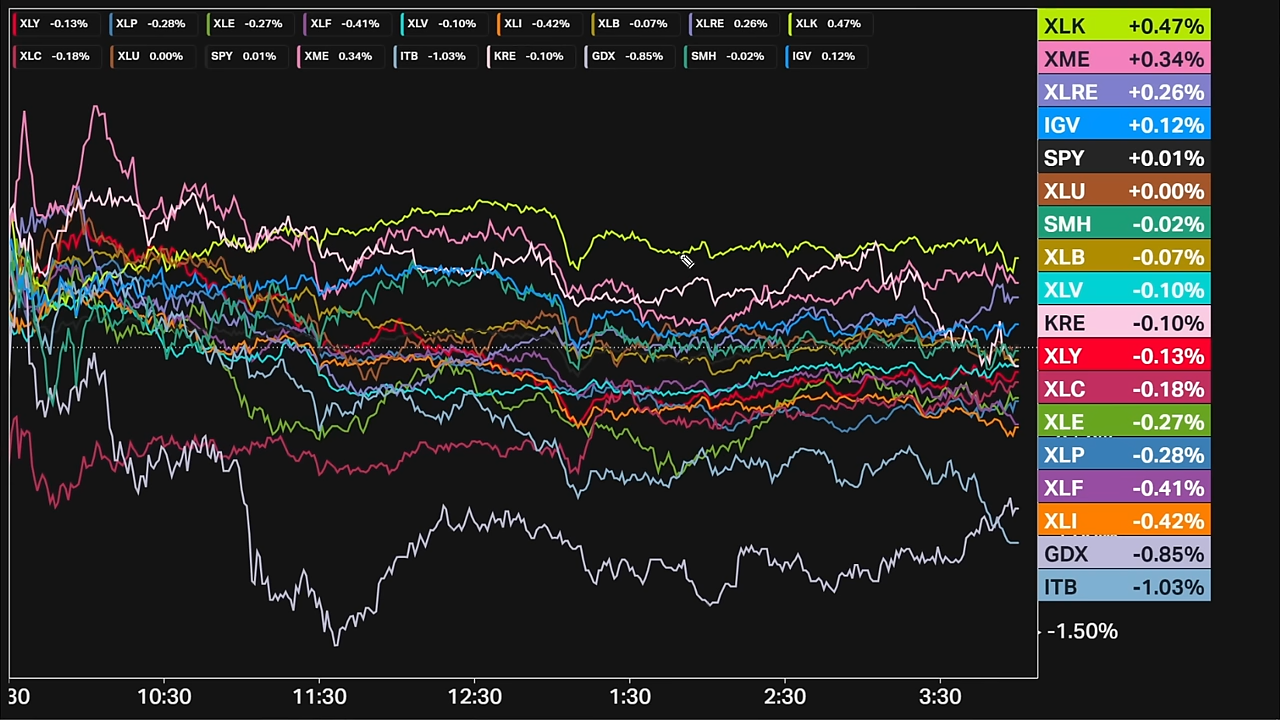 XLY -0.13% XLP -0.28% XLE -0.27% XLF -0.41% XLV -0.10% XLI -0.42% XLB -0.07% XLRE 0.26% XLK 0.47%
XLC -0.18% XLU 0.00% SPY 0.01% XME 0.34% ITB -1.03% KRE -0.10% GDX -0.85% SMH -0.02% IGV 0.12%
XLK +0.47%
XME +0.34%
XLRE +0.26%
IGV +0.12%
SPY +0.01%
XLU +0.00%
SMH -0.02%
XLB -0.07%
XLV -0.10%
KRE -0.10%
XLY -0.13%
XLC -0.18%
XLE -0.27%
XLP -0.28%
XLF -0.41%
XLI -0.42%
GDX -0.85%
ITB -1.03%
-1.50%
:30 10:30 11:30 12:30 1:30 2:30 3:30